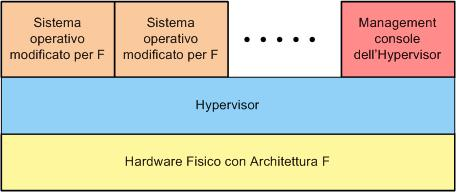 Sistema
operativo
modificato per F
Sistema
operativo
modificato per F
Management
console
dell'Hypervisor
Hypervisor
Hardware Fisico con Architettura F